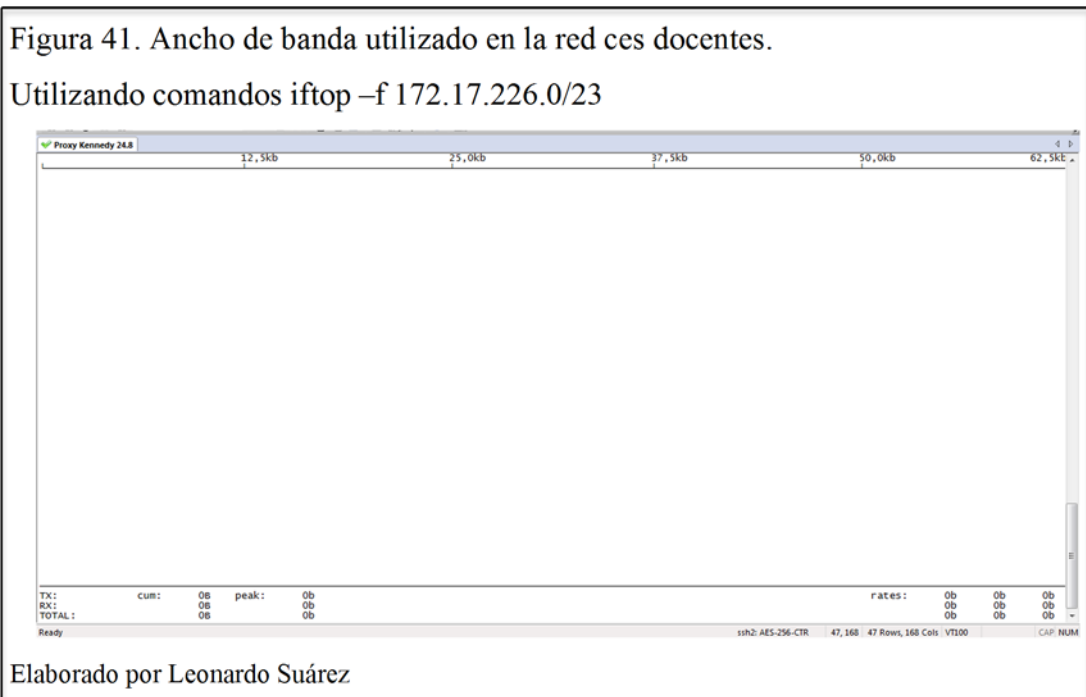 Figura 41. Ancho de banda utilizado en la red ces docentes.
Utilizando comandos iftop –f 172.17.226.0/23
Proxy Kennedy 24.8
12,5kb 25,0kb 37,5kb 50,0kb 62,5kb
TX: cum: 0B peak: 0b rates: 0b 0b 0b
RX: 0B 0b 0b 0b 0b
TOTAL: 0B 0b 0b 0b 0b
Ready ssh2: AES-256-CTR 47, 168 47 Rows, 168 Cols VT100 CAP NUM
Elaborado por Leonardo Suárez